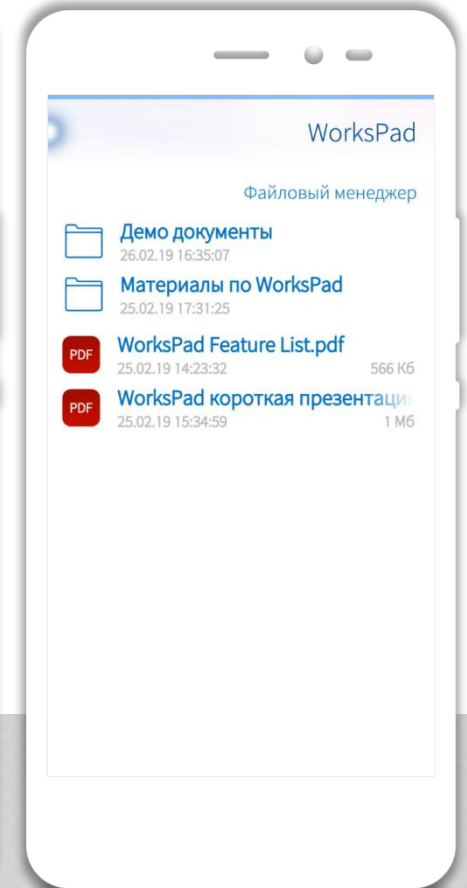 WorksPad
Файловый менеджер
Демо документы
26.02.19 16:35:07
Материалы по WorksPad
25.02.19 17:31:25
PDF
WorksPad Feature List.pdf
25.02.19 14:23:32 566 Кб
PDF
WorksPad короткая презентаци
25.02.19 15:34:59 1 Мб